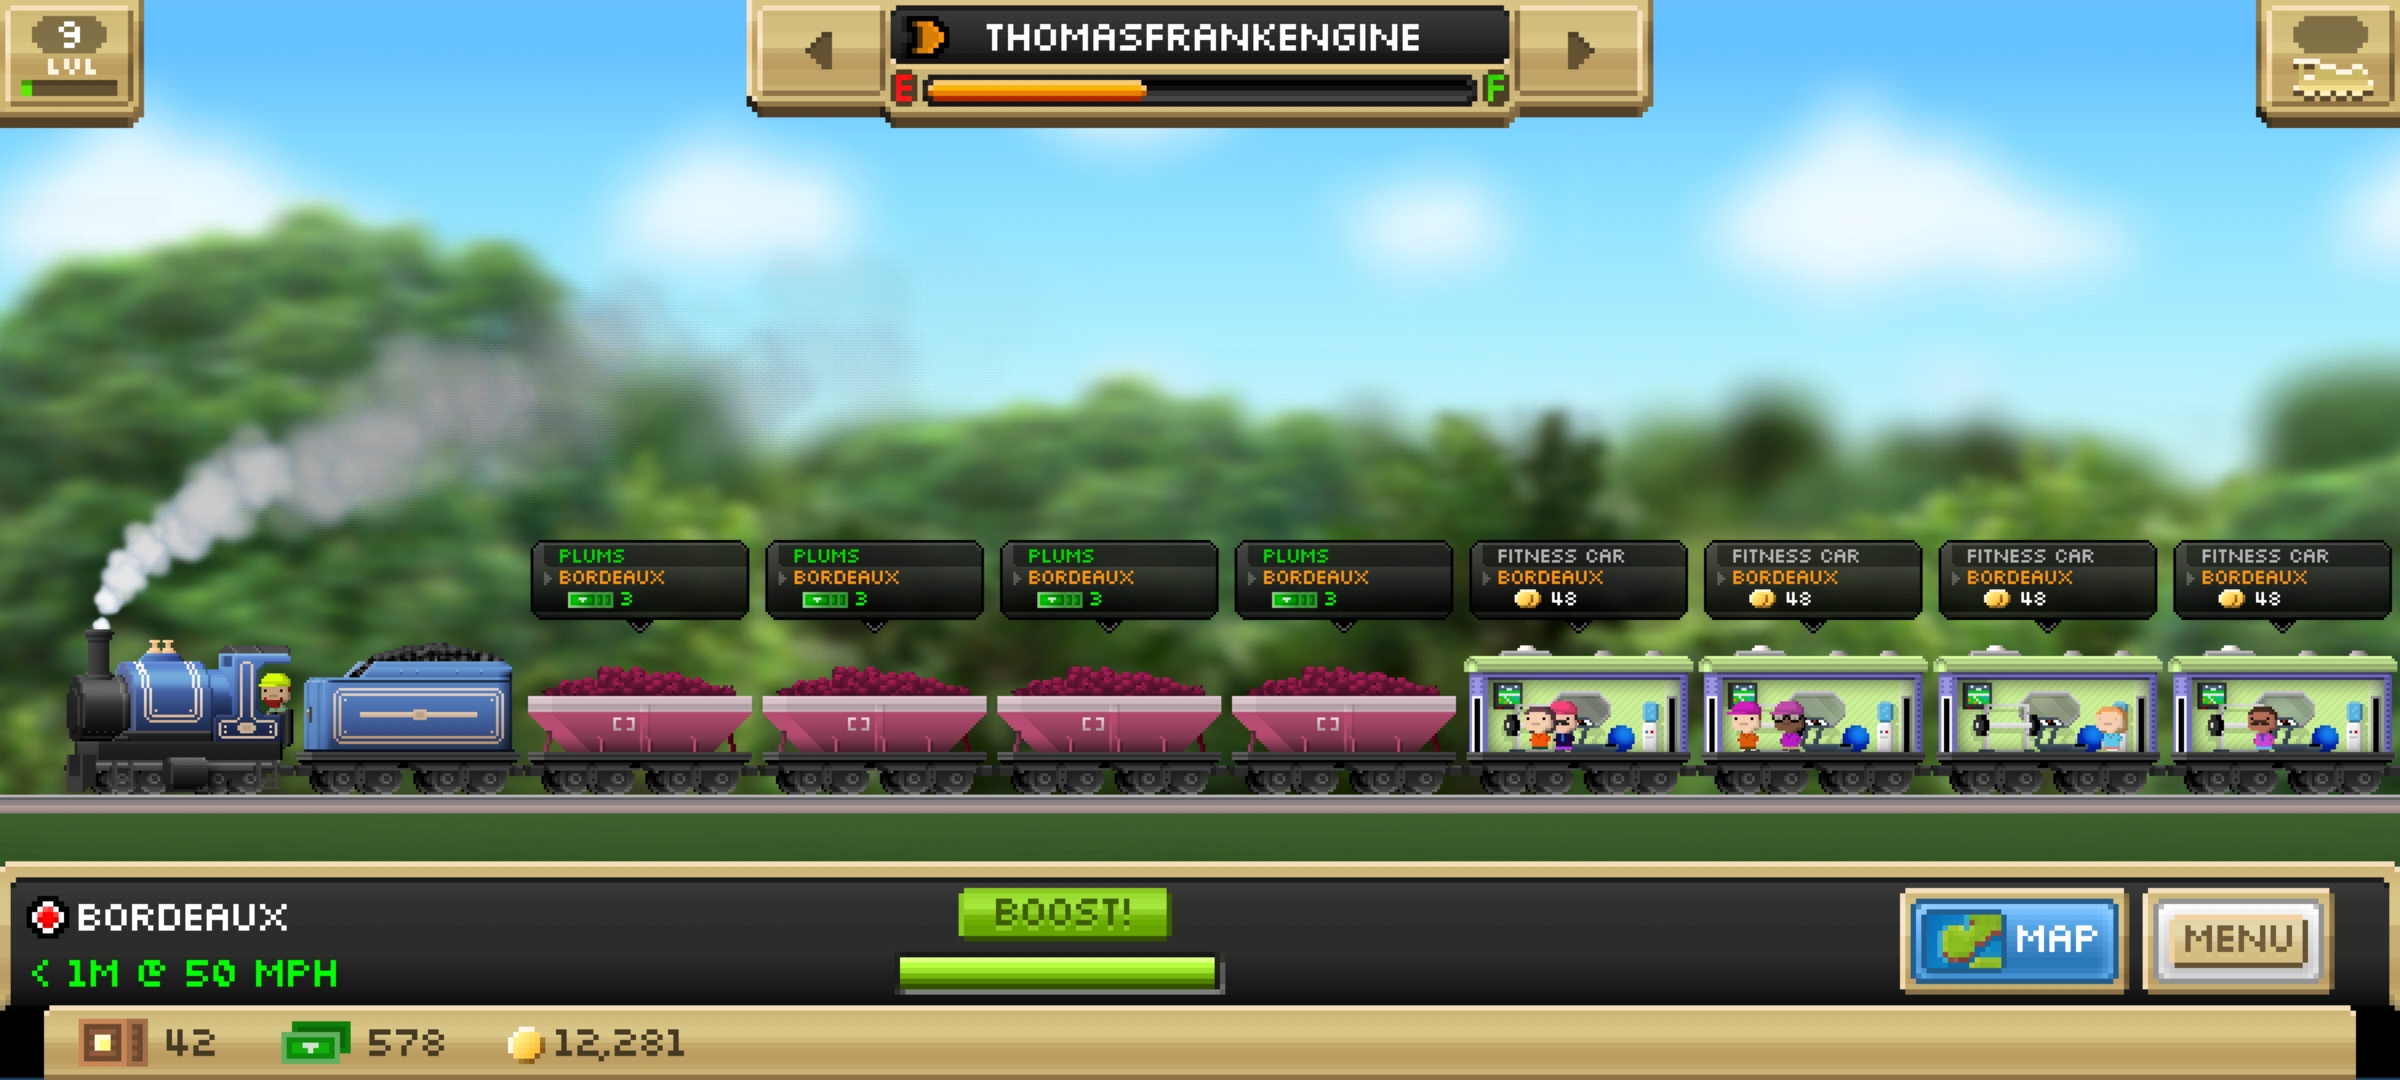 9
LVL
THOMASFRANKENGINE
E
F
PLUMS
BORDEAUX
3
PLUMS
BORDEAUX
3
PLUMS
BORDEAUX
3
PLUMS
BORDEAUX
3
FITNESS CAR
BORDEAUX
48
FITNESS CAR
BORDEAUX
48
FITNESS CAR
BORDEAUX
48
FITNESS CAR
BORDEAUX
48
BORDEAUX
< 1M @ 50 MPH
BOOST!
MAP
MENU
42
578
12,281